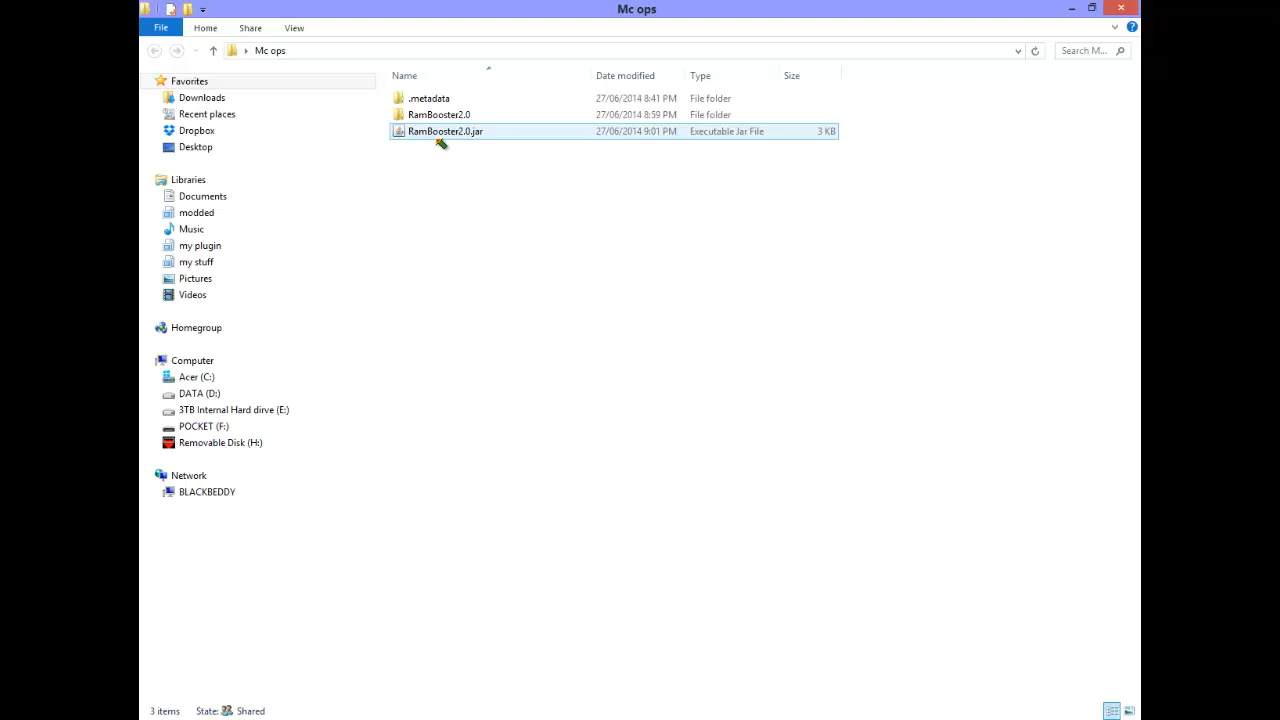 Mc ops
File Home Share View
Mc ops Search M...
Name Date modified Type Size
Favorites
Downloads
Recent places
Dropbox
Desktop
Libraries
Documents
modded
Music
my plugin
my stuff
Pictures
Videos
Homegroup
Computer
Acer (C:)
DATA (D:)
3TB Internal Hard dirve (E:)
POCKET (F:)
Removable Disk (H:)
Network
BLACKBEDDY
.metadata 27/06/2014 8:41 PM File folder
RamBooster2.0 27/06/2014 8:59 PM File folder
RamBooster2.0.jar 27/06/2014 9:01 PM Executable Jar File 3 KB
3 items State: Shared